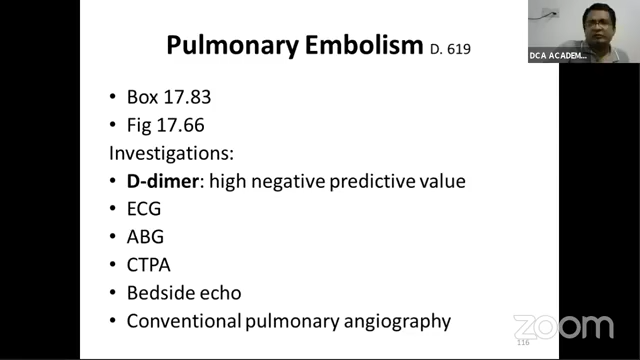 Pulmonary Embolism D. 619
DCA ACADEM...
• Box 17.83
• Fig 17.66
Investigations:
• D-dimer: high negative predictive value
• ECG
• ABG
• CTPA
• Bedside echo
• Conventional pulmonary angiography
zoom
116